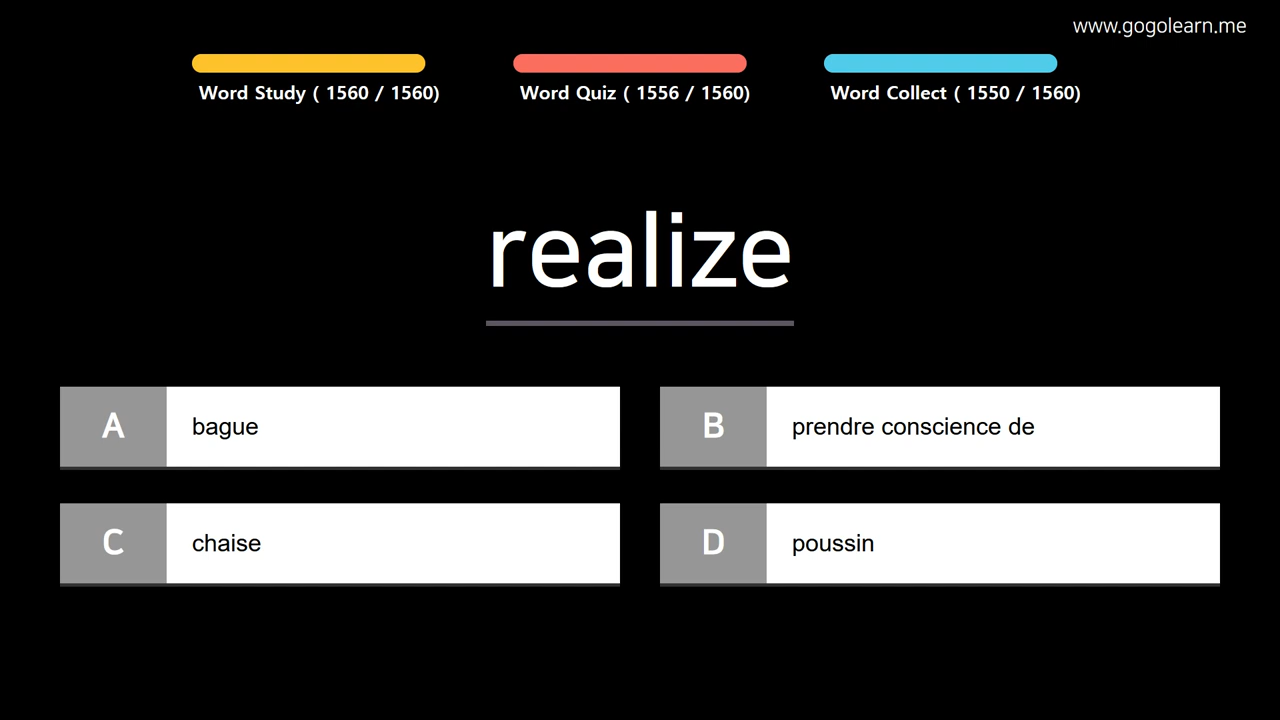 www.gogolearn.me
Word Study ( 1560 / 1560)
Word Quiz ( 1556 / 1560)
Word Collect ( 1550 / 1560)
realize
A bague
B prendre conscience de
C chaise
D poussin